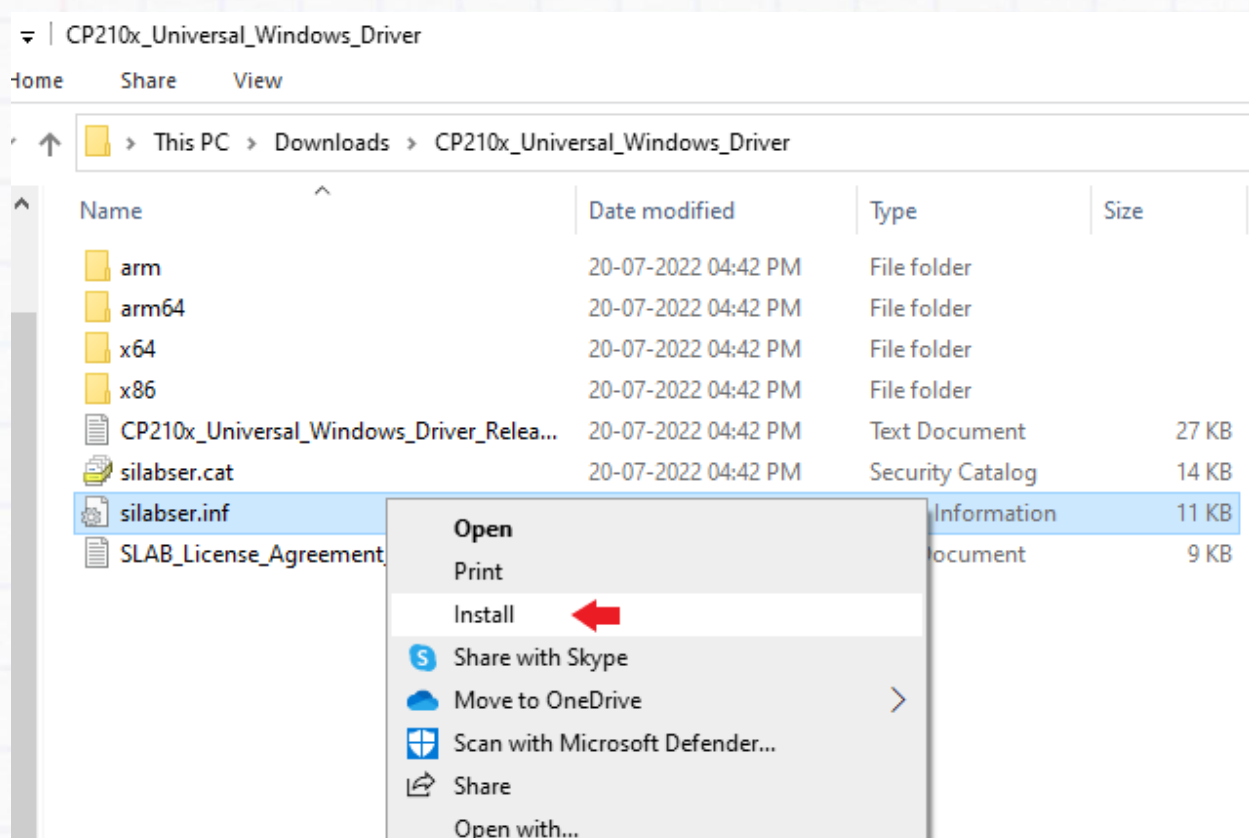 CP210x_Universal_Windows_Driver
Home Share View
This PC > Downloads > CP210x_Universal_Windows_Driver
Name Date modified Type Size
arm 20-07-2022 04:42 PM File folder
arm64 20-07-2022 04:42 PM File folder
x64 20-07-2022 04:42 PM File folder
x86 20-07-2022 04:42 PM File folder
CP210x_Universal_Windows_Driver_Relea... 20-07-2022 04:42 PM Text Document 27 KB
silabser.cat 20-07-2022 04:42 PM Security Catalog 14 KB
silabser.inf Information 11 KB
SLAB_License_Agreement_ ocument 9 KB
Open
Print
Install
Share with Skype
Move to OneDrive
Scan with Microsoft Defender...
Share
Open with...